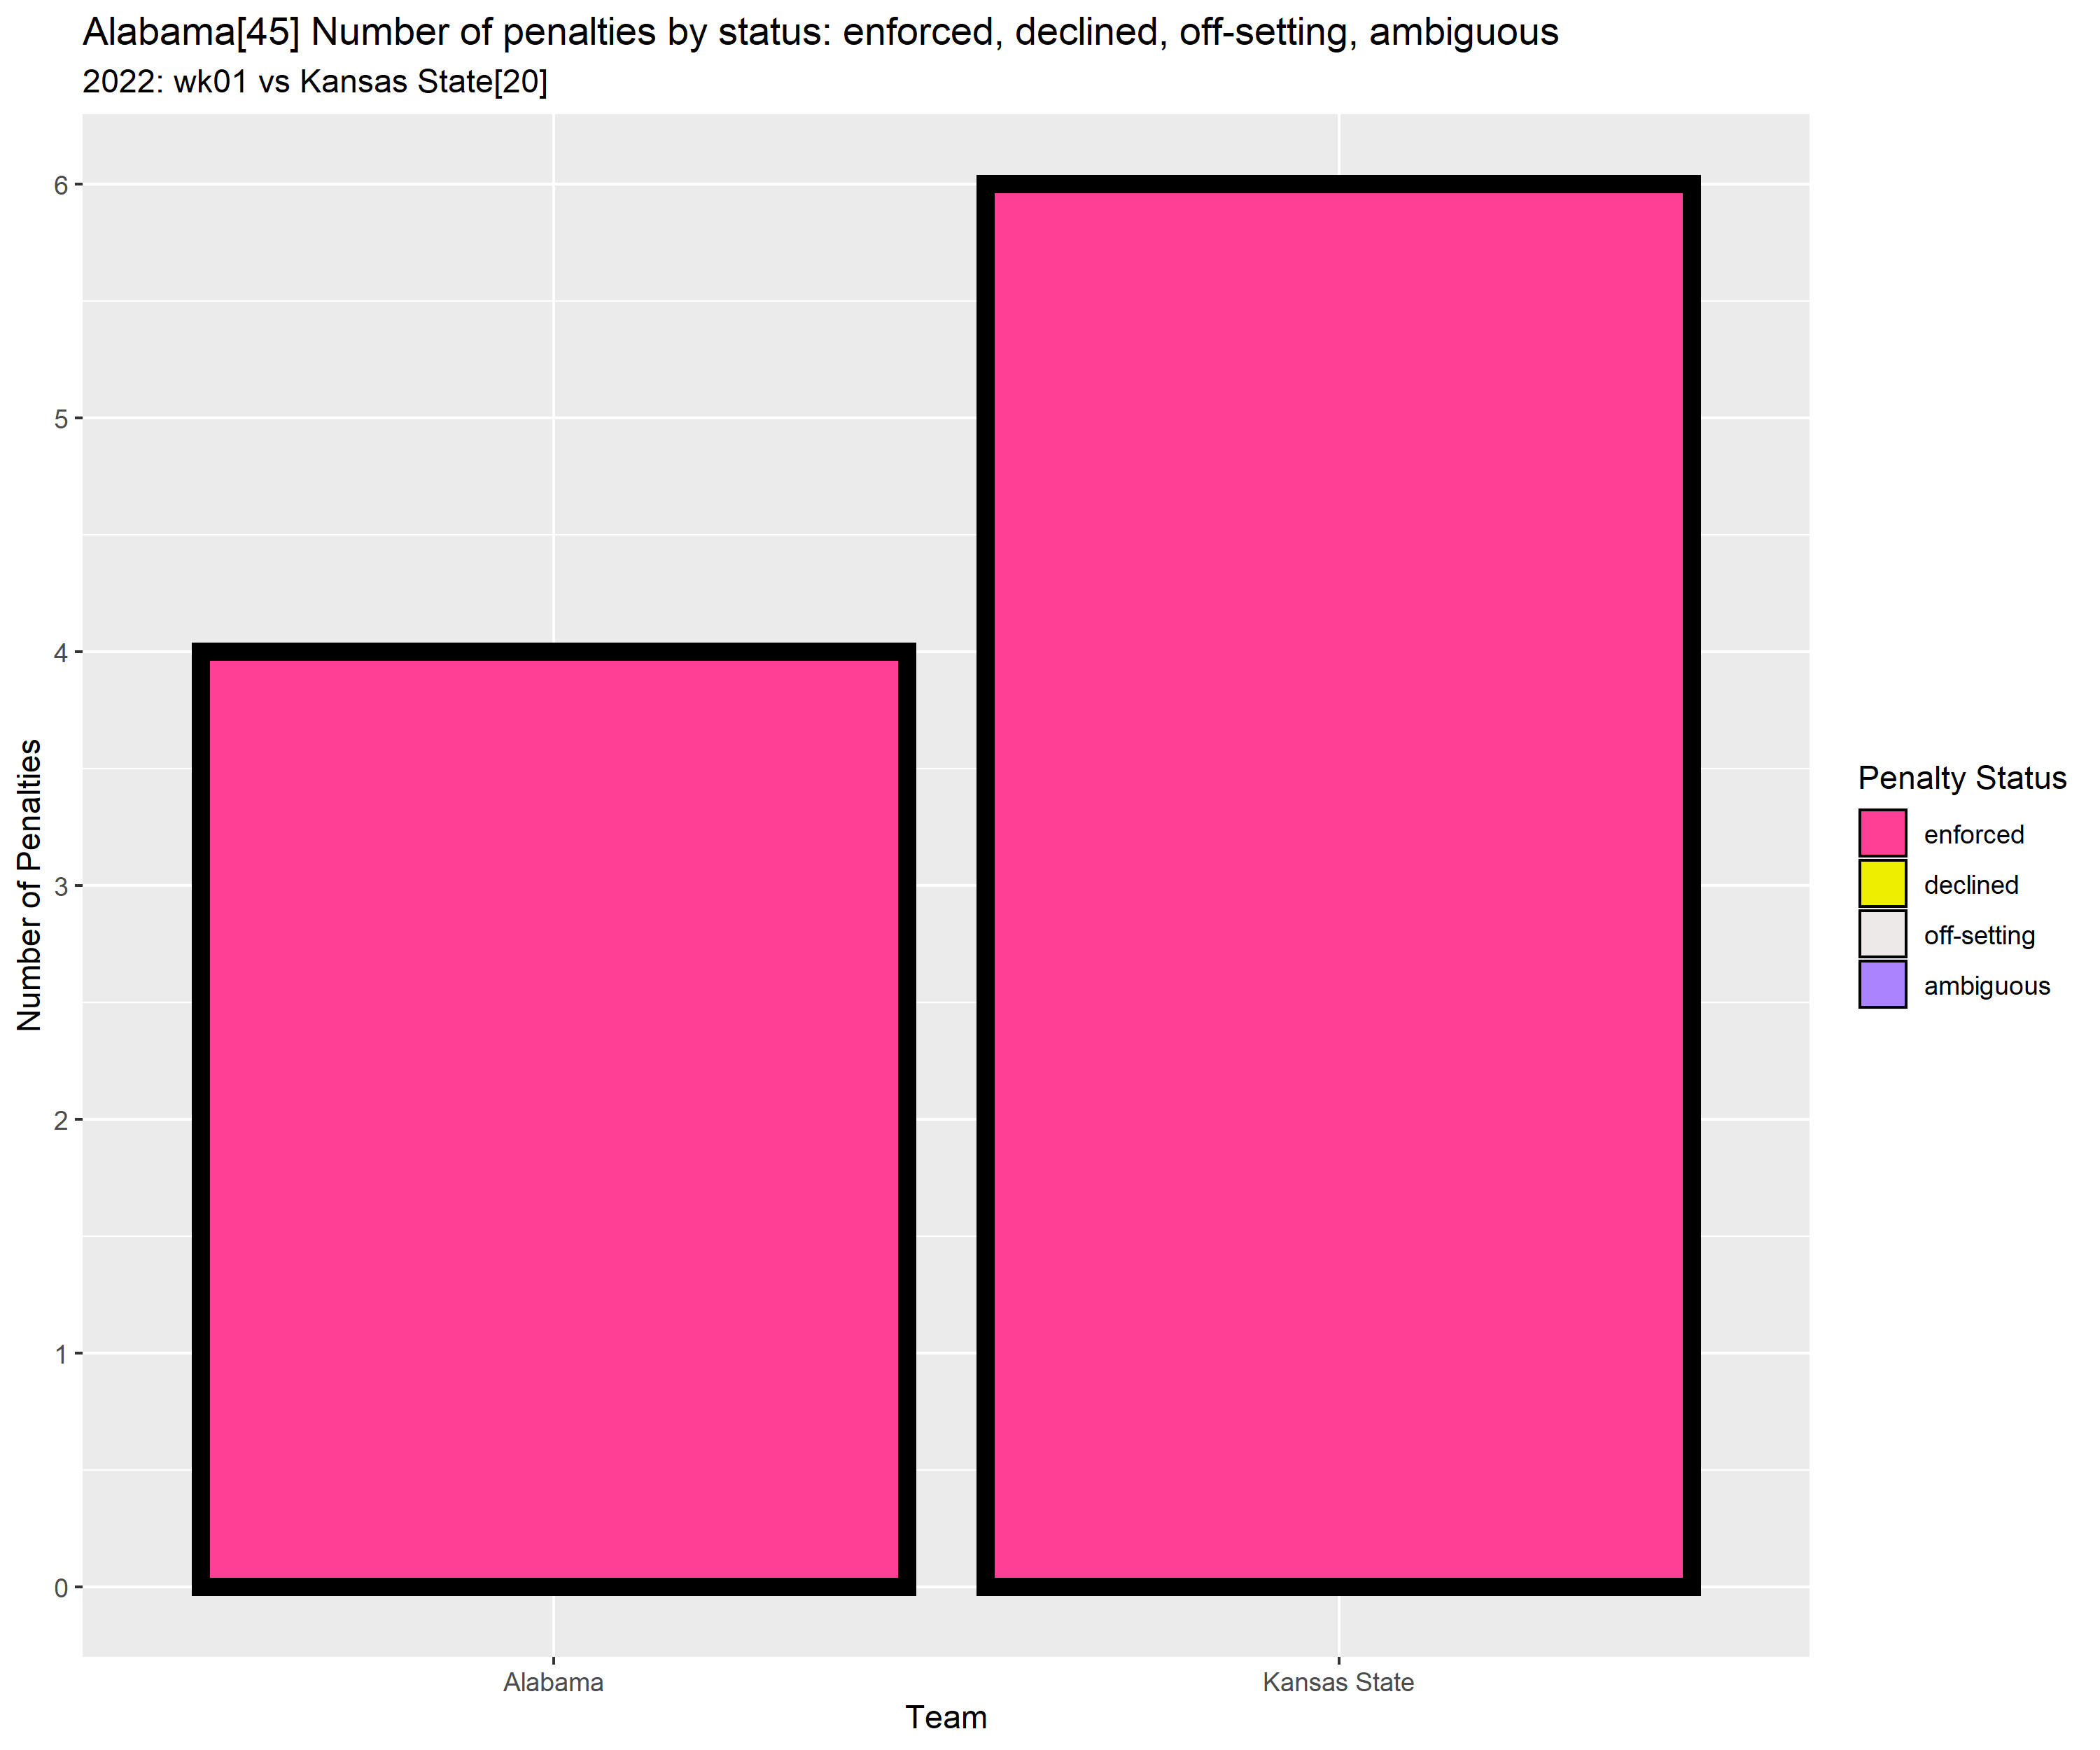 Alabama[45] Number of penalties by status: enforced, declined, off-setting, ambiguous
2022: wk01 vs Kansas State[20]
Number of Penalties
6
5
4
3
2
1
0
Alabama
Kansas State
Team
Penalty Status
enforced
declined
off-setting
ambiguous